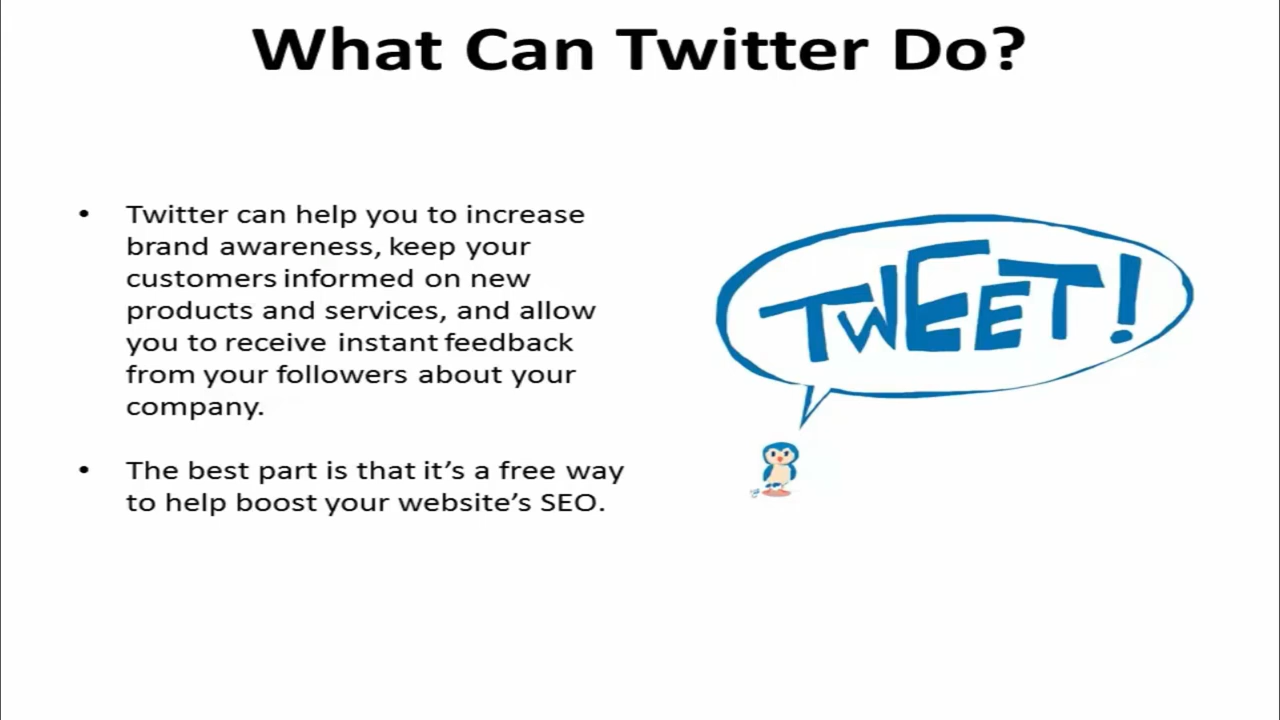 What Can Twitter Do?
• Twitter can help you to increase
brand awareness, keep your
customers informed on new
products and services, and allow
you to receive instant feedback
from your followers about your
company.
• The best part is that it’s a free way
to help boost your website’s SEO.
TWEET!